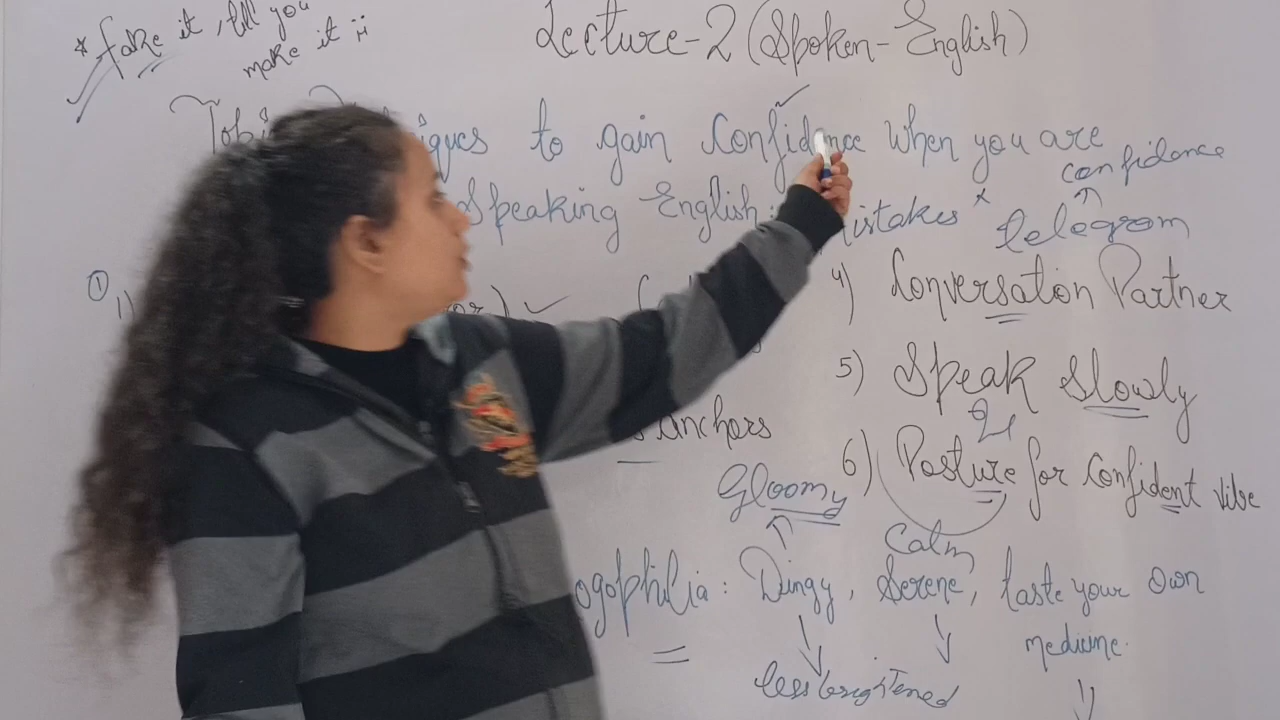 * fake it, till you
make it
Lecture-2 (Spoken-English)
to gain Confidence when you are
confidence
Speaking English: mistakes *
telegram
① 1)
4) Conversation Partner
5) Speak Slowly
Anchors
6) Posture for Confident vibe
Gloomy
Calm
ogophilia: Dingy, Serene, taste your own
medicine.
less brightened